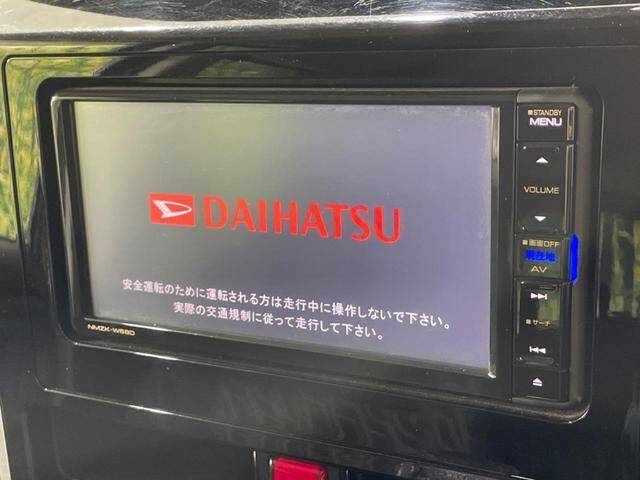 DAIHATSU
安全運転のために運転される方は走行中に操作しないで下さい。
実際の交通規制に従って走行して下さい。
NMZK-W68D
STANDBY
MENU
VOLUME
画面OFF
現在地
AV
サーチ